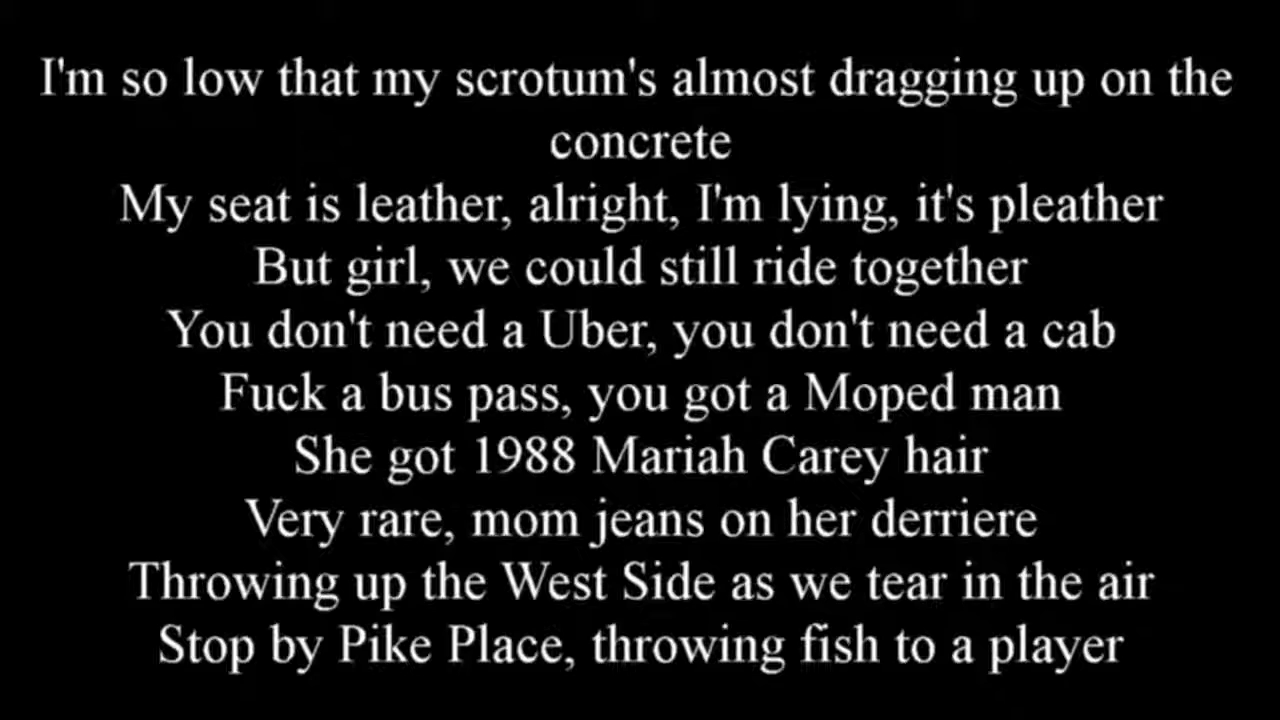 I'm so low that my scrotum's almost dragging up on the
concrete
My seat is leather, alright, I'm lying, it's pleather
But girl, we could still ride together
You don't need a Uber, you don't need a cab
Fuck a bus pass, you got a Moped man
She got 1988 Mariah Carey hair
Very rare, mom jeans on her derriere
Throwing up the West Side as we tear in the air
Stop by Pike Place, throwing fish to a player